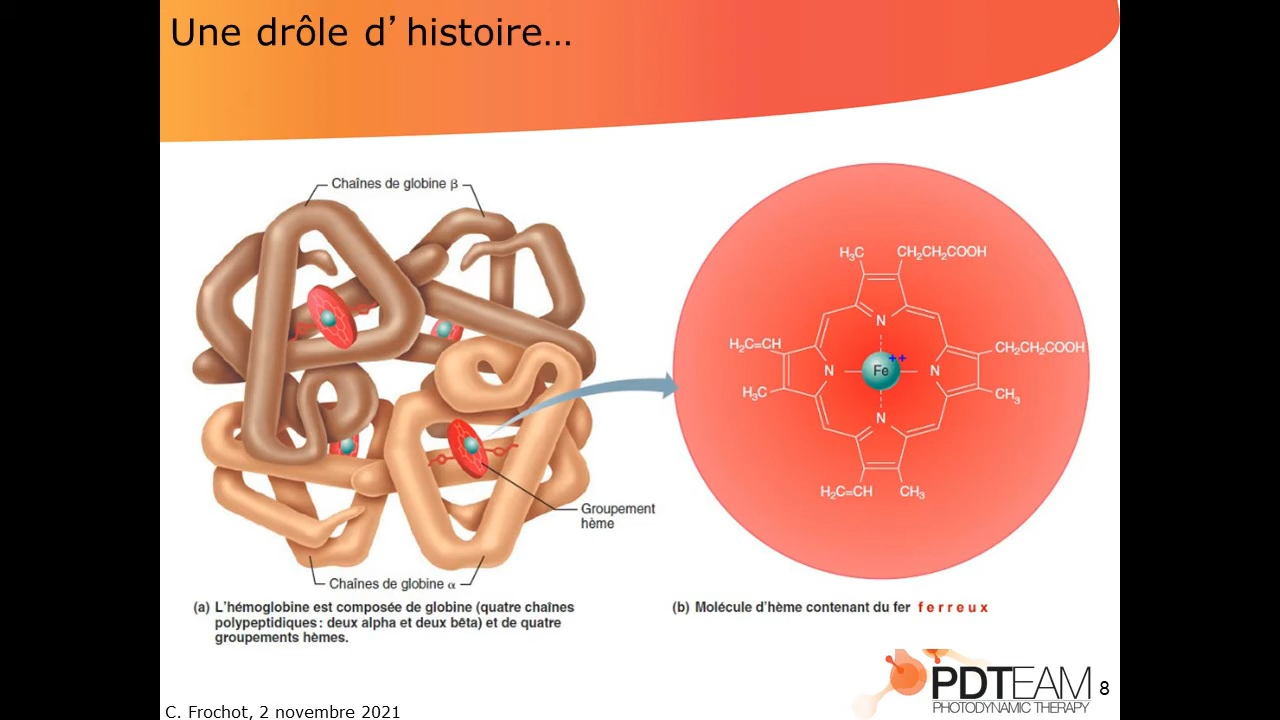 Une drôle d’histoire…
Chaînes de globine β
Groupement
hème
Chaînes de globine α
(a) L'hémoglobine est composée de globine (quatre chaînes
polypeptidiques : deux alpha et deux bêta) et de quatre
groupements hèmes.
H₃C
CH₂CH₂COOH
N
H₂C=CH
CH₂CH₂COOH
N
Fe
++
N
H₃C
CH₃
N
H₂C=CH
CH₃
(b) Molécule d'hème contenant du fer ferreux
PDTEAM
PHOTODYNAMIC THERAPY
8
C. Frochot, 2 novembre 2021